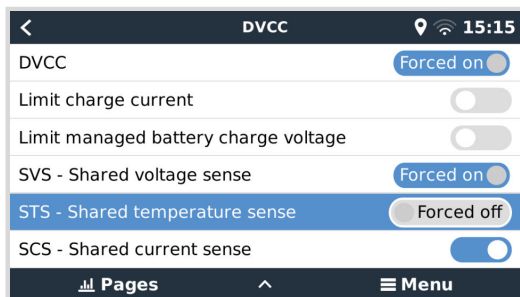 DVCC 15:15
DVCC Forced on
Limit charge current
Limit managed battery charge voltage
SVS - Shared voltage sense Forced on
STS - Shared temperature sense Forced off
SCS - Shared current sense
Pages Menu